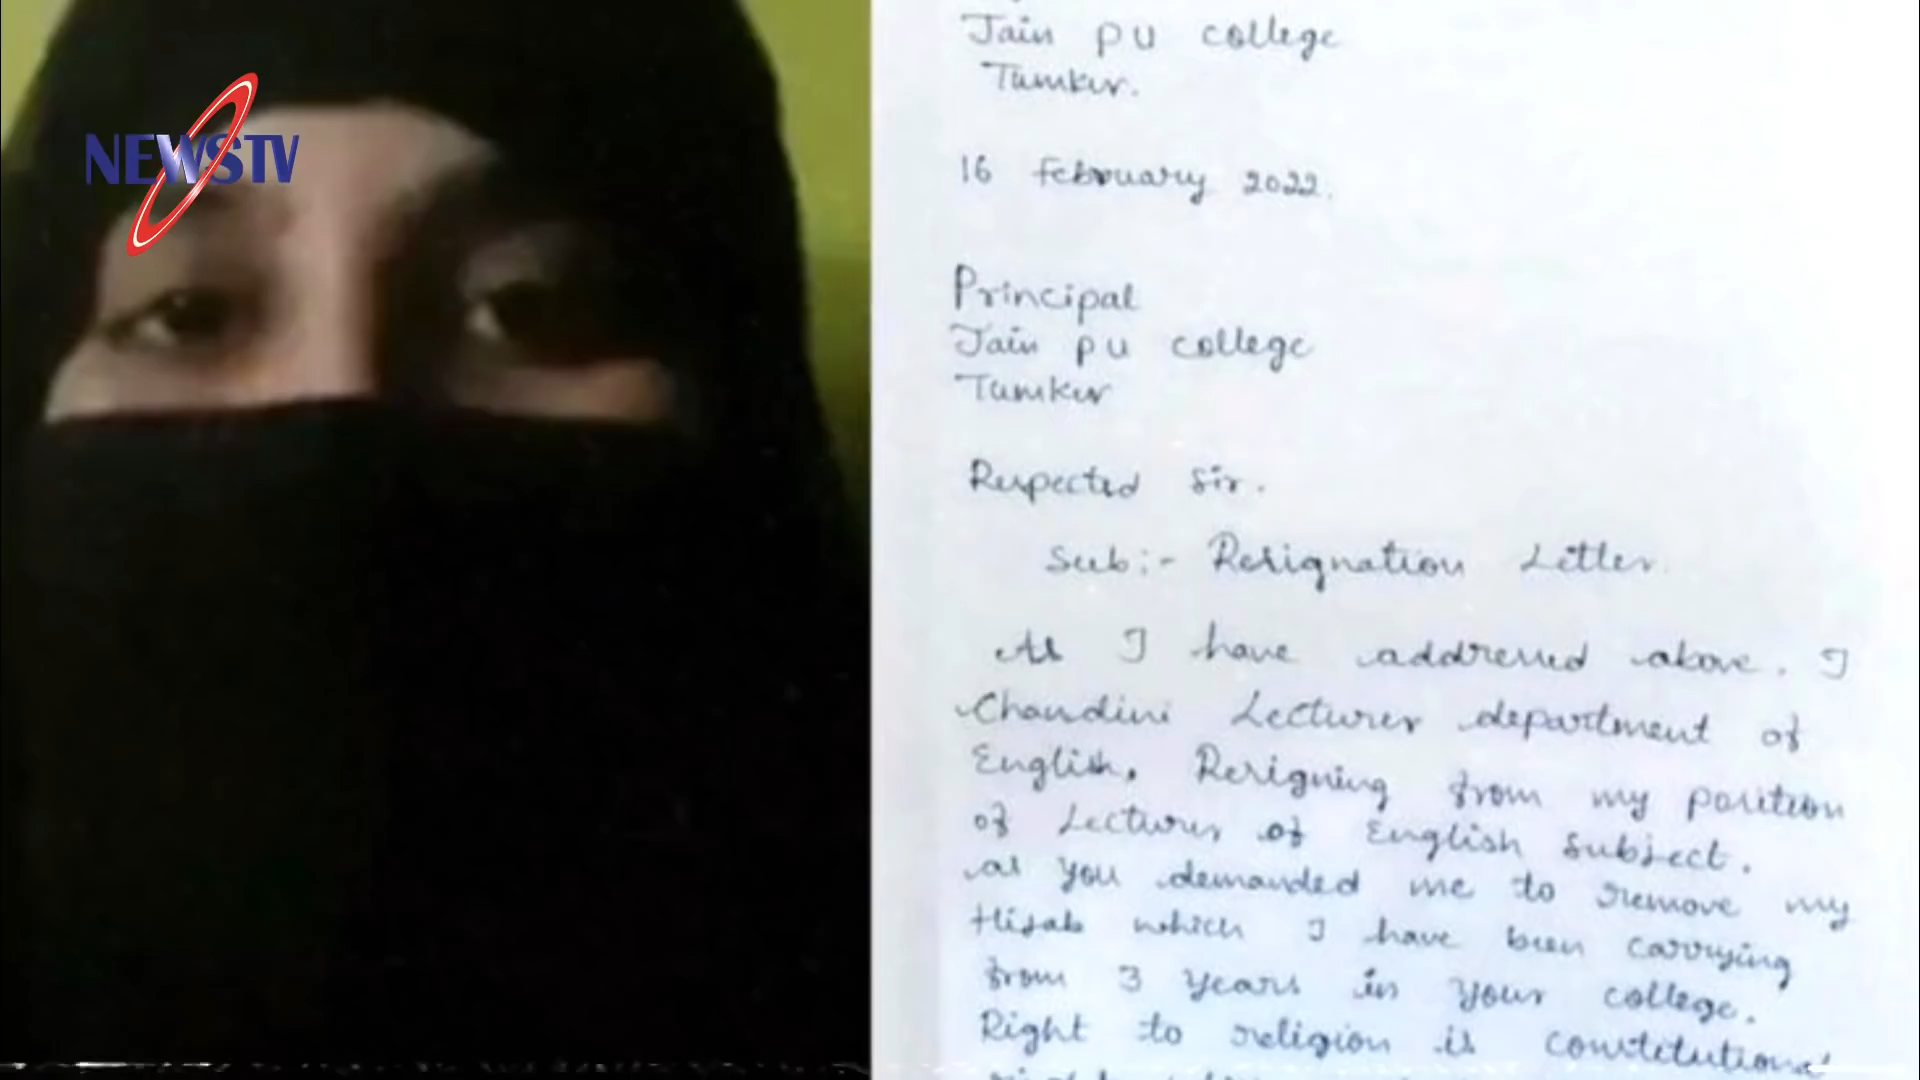 NEWSTV
Jain PU college
Tumkur.
16 February 2022.
Principal
Jain PU college
Tumkur
Respected Sir.
Sub:- Resignation Letter.
As I have addressed above. I
Chandini Lecturer department of
English. Resigning from my position
of Lecturer of English Subject.
as you demanded me to remove my
Hijab which I have been carrying
from 3 years in your college.
Right to religion is constitutional